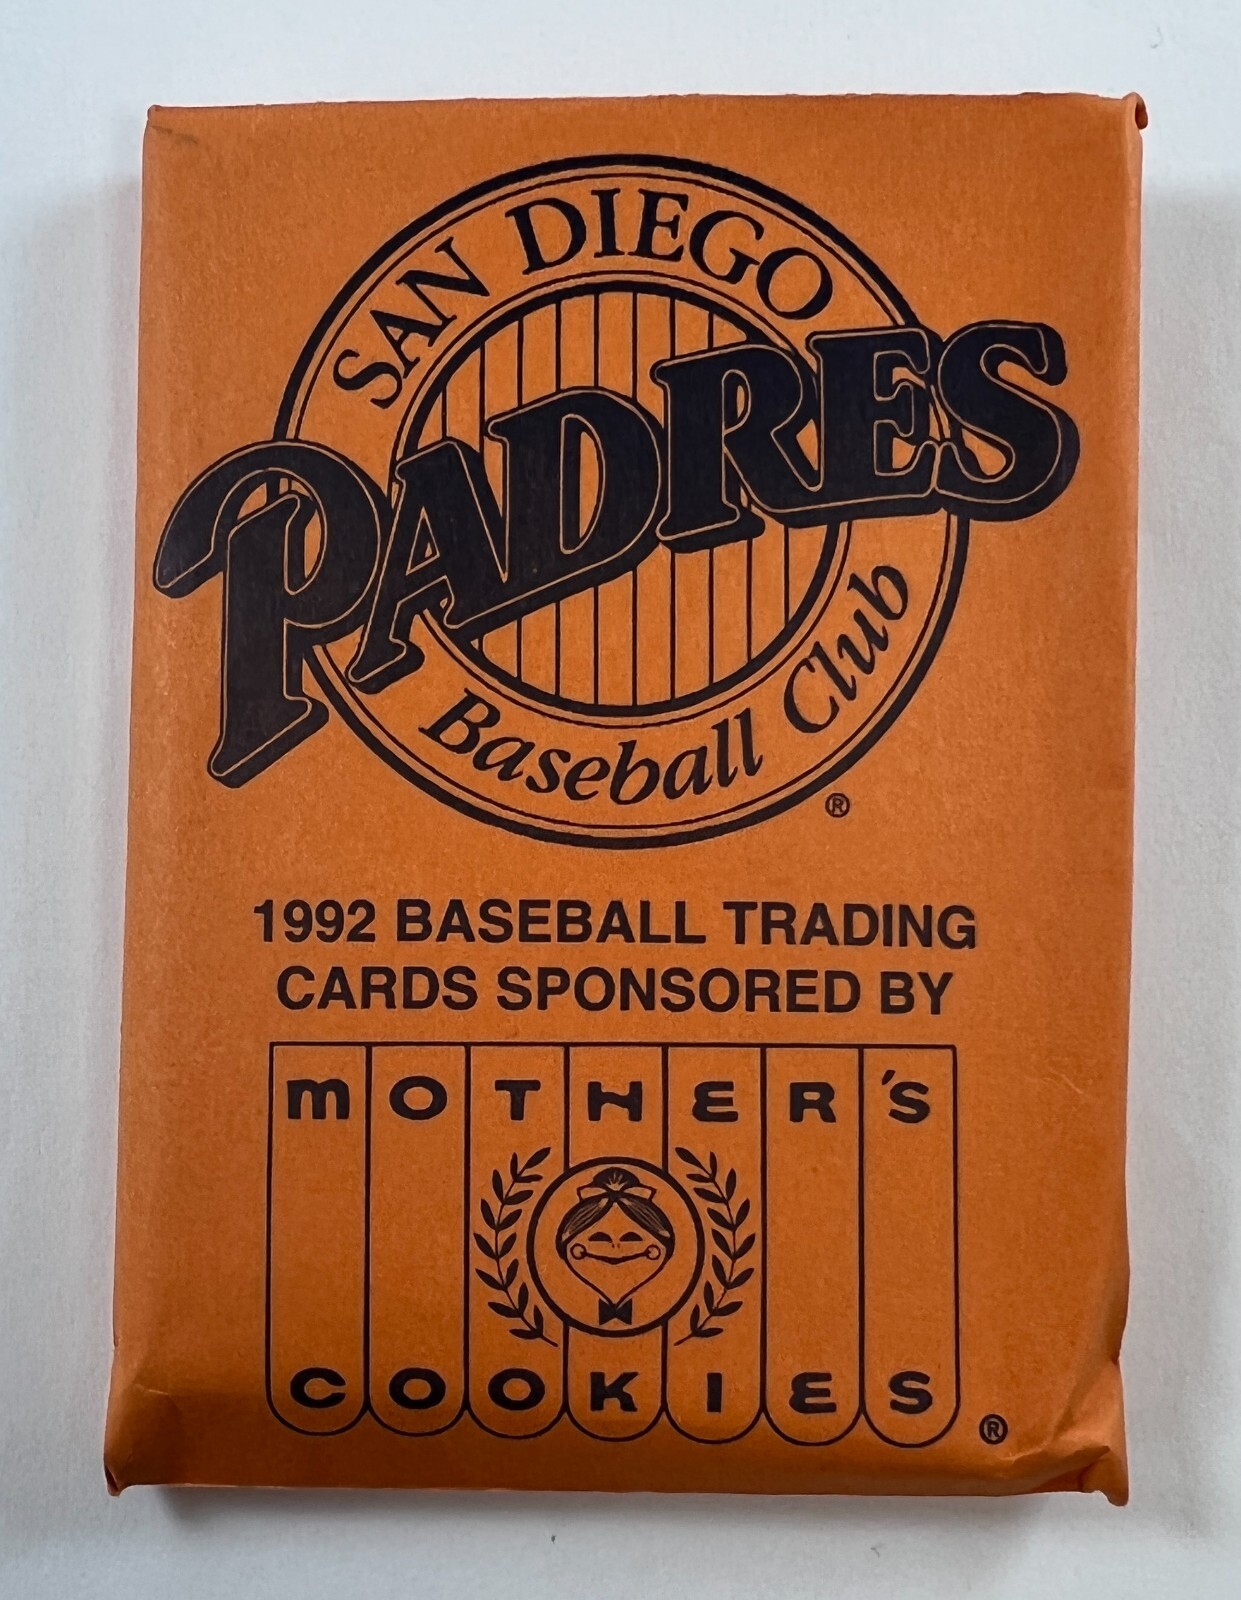 SAN DIEGO
PADRES
Baseball Club
®
1992 BASEBALL TRADING
CARDS SPONSORED BY
MOTHER'S
COOKIES
®